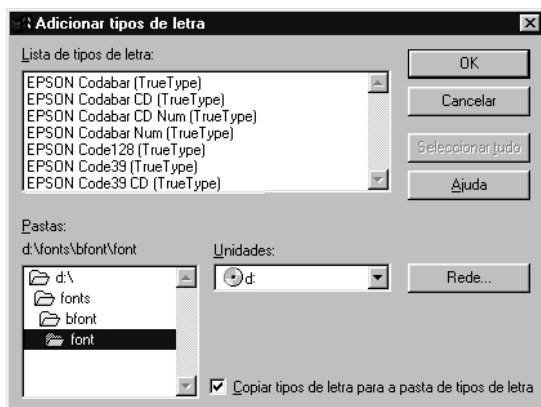 Adicionar tipos de letra
Lista de tipos de letra:
EPSON Codabar (TrueType)
EPSON Codabar CD (TrueType)
EPSON Codabar CD Num (TrueType)
EPSON Codabar Num (TrueType)
EPSON Code128 (TrueType)
EPSON Code39 (TrueType)
EPSON Code39 CD (TrueType)
OK
Cancelar
Seleccionar tudo
Ajuda
Pastas:
d:\fonts\bfont\font
d:\
fonts
bfont
font
Unidades:
d:
Rede...
Copiar tipos de letra para a pasta de tipos de letra